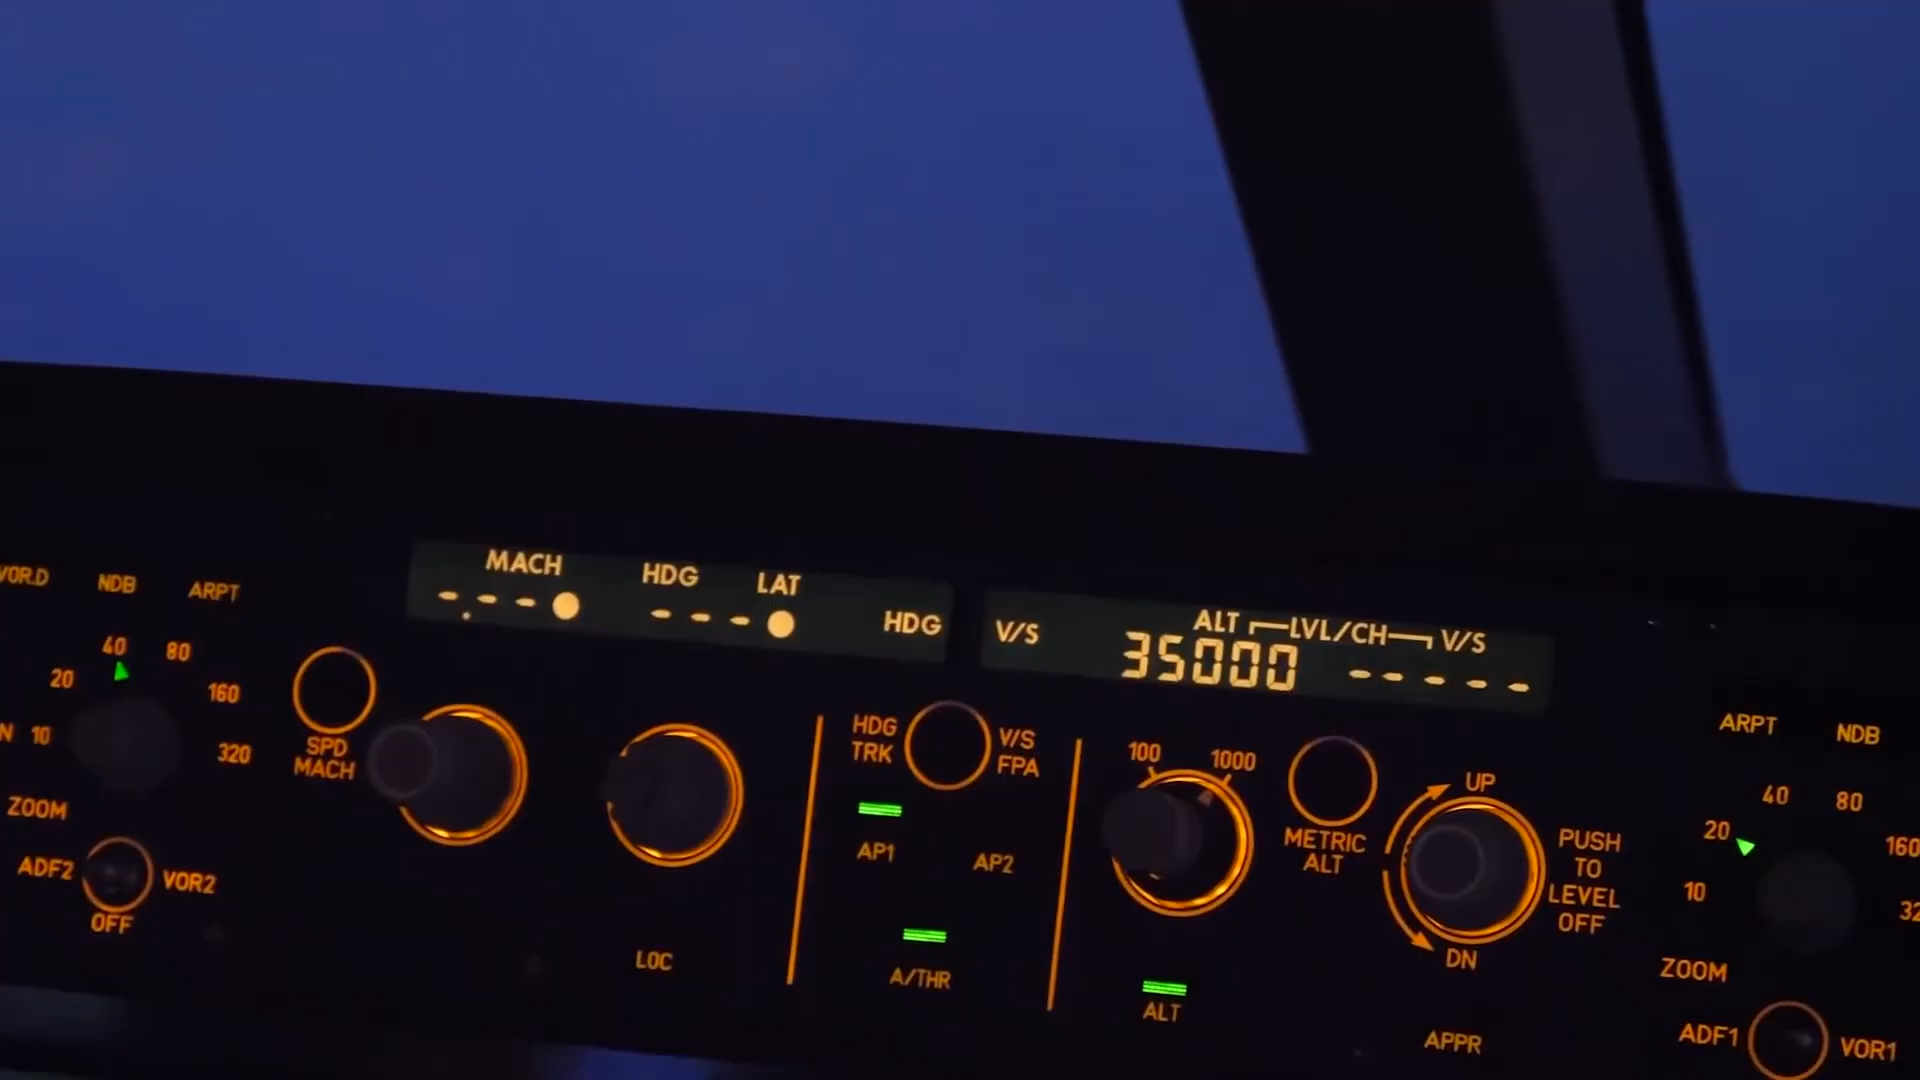 VOR.D NDB ARPT
40 80
20 160
N 10 320
ZOOM
ADF2 VOR2
OFF
SPD
MACH
MACH HDG LAT
- - - - - - HDG
LOC
HDG
TRK
V/S
FPA
AP1 AP2
A/THR
V/S ALT LVL/CH V/S
35000 - - - - -
100 1000
METRIC
ALT
UP
DN
PUSH
TO
LEVEL
OFF
ALT
APPR
ARPT NDB
40 80
20 160
10 32
ZOOM
ADF1 VOR1